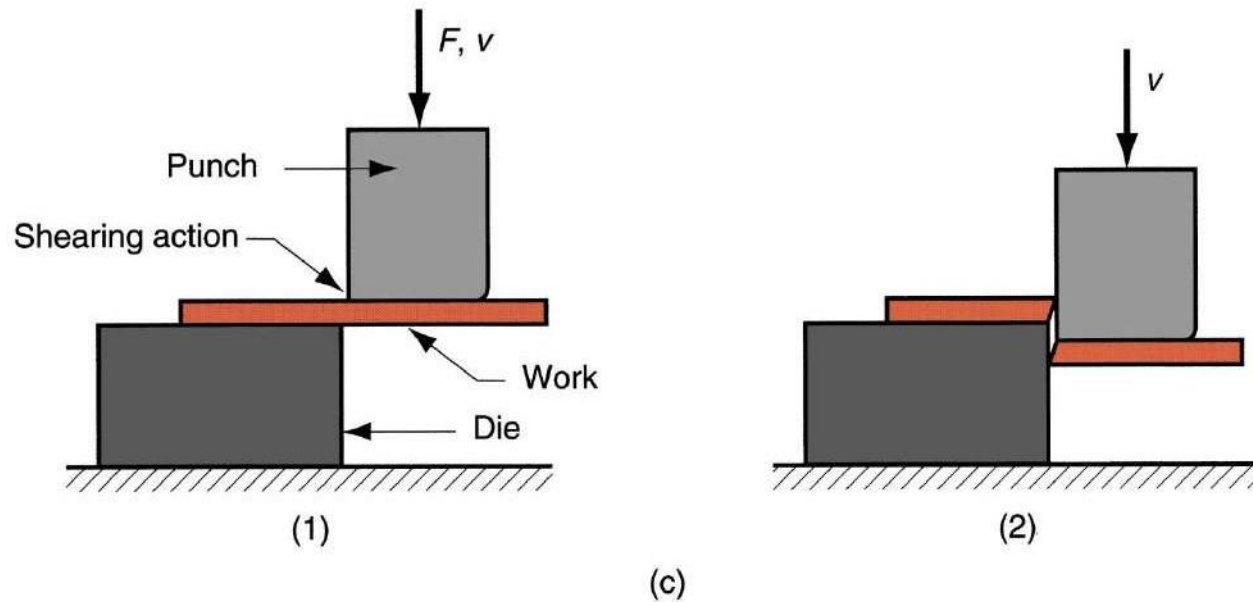 F, v
v
Punch
Shearing action
Work
Die
(1)
(2)
(c)